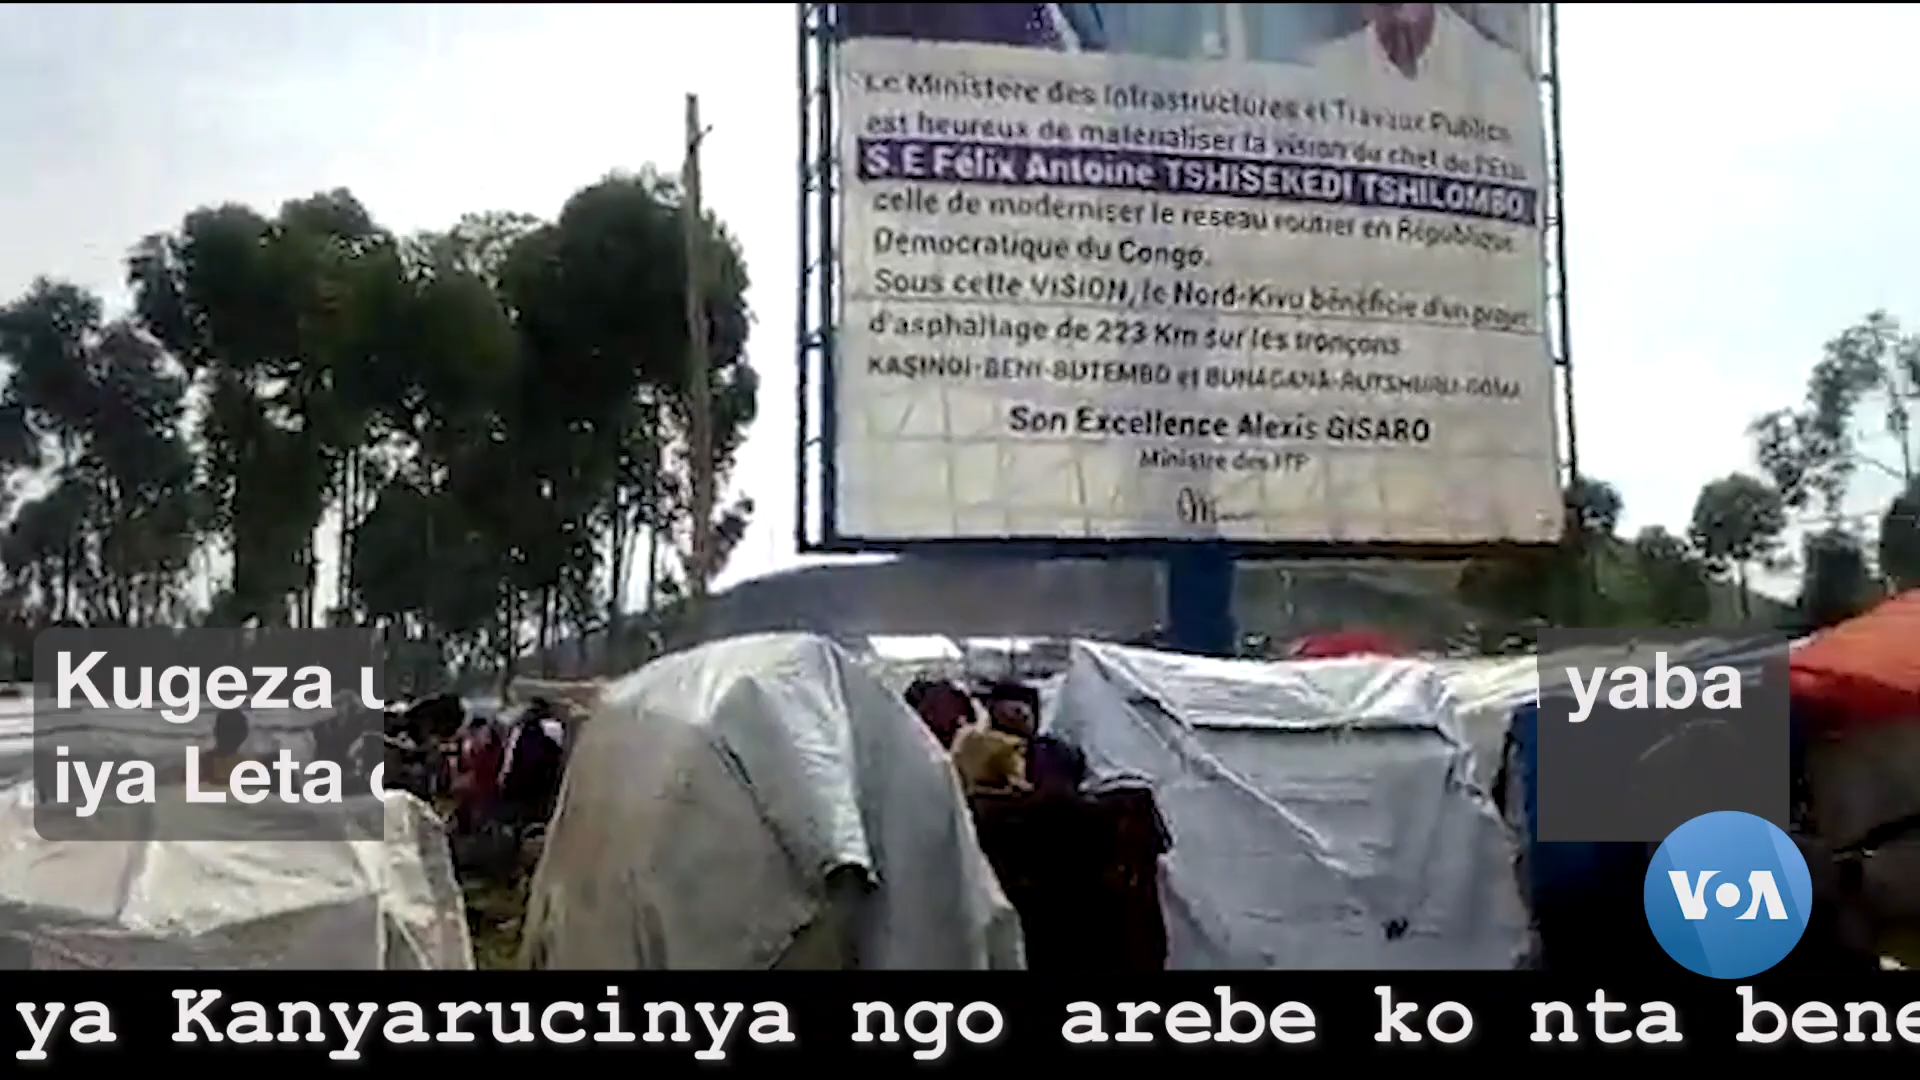 Le Ministère des Infrastructures et Travaux Publics
est heureux de matérialiser la vision du chef de l'Etat
S.E Félix Antoine TSHISEKEDI TSHILOMBO,
celle de moderniser le réseau routier en République
Démocratique du Congo.
Sous cette VISION, le Nord-Kivu bénéficie d'un projet
d'asphaltage de 223 Km sur les tronçons
KASINDI-BENI-BUTEMBO et BUNAGANA-RUTSHURU-GOMA
Son Excellence Alexis GISARO
Ministre des ITP
Kugeza
yaba
iya Leta
VOA
ya Kanyarucinya ngo arebe ko nta bene